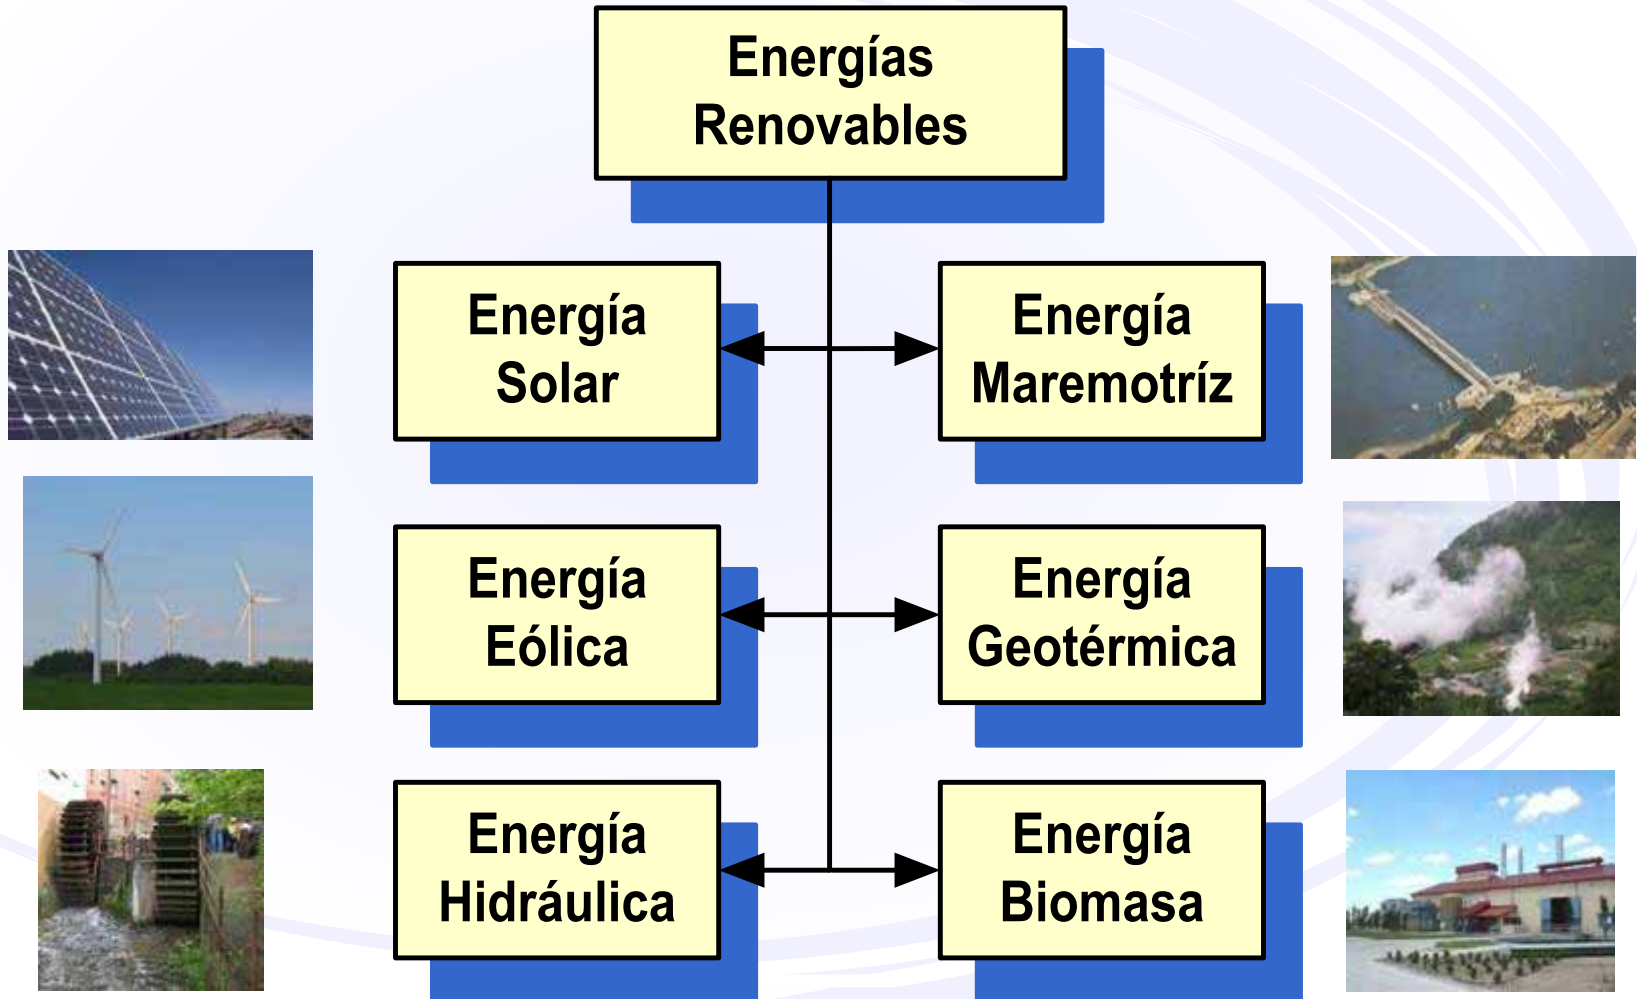 Energías
Renovables
Energía
Solar
Energía
Maremotríz
Energía
Eólica
Energía
Geotérmica
Energía
Hidráulica
Energía
Biomasa